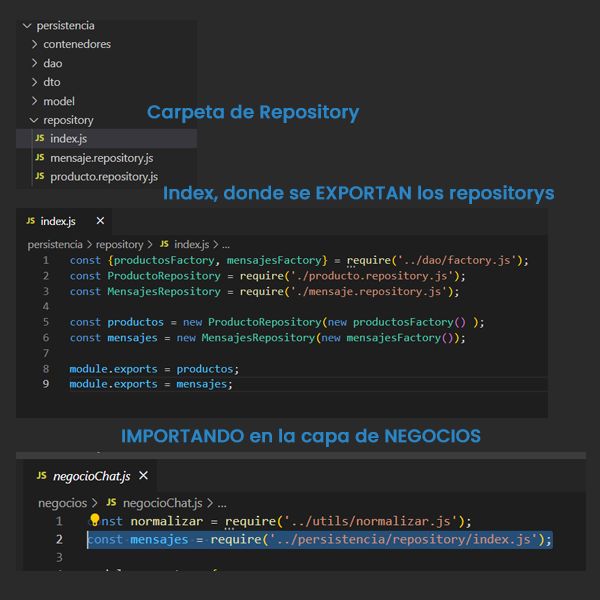 persistencia
contenedores
dao
dto
model
repository
Carpeta de Repository
JS index.js
JS mensaje.repository.js
JS producto.repository.js
Index, donde se EXPORTAN los repositorys
JS index.js ×
persistencia > repository > JS index.js > ...
1 const {productosFactory, mensajesFactory} = require('../dao/factory.js');
2 const ProductoRepository = require('./producto.repository.js');
3 const MensajesRepository = require('./mensaje.repository.js');
4
5 const productos = new ProductoRepository(new productosFactory() );
6 const mensajes = new MensajesRepository(new mensajesFactory());
7
8 module.exports = productos;
9 module.exports = mensajes;
IMPORTANDO en la capa de NEGOCIOS
JS negocioChat.js ×
negocios > JS negocioChat.js > ...
1 const normalizar = require('../utils/normalizar.js');
2 const mensajes = require('../persistencia/repository/index.js');
3